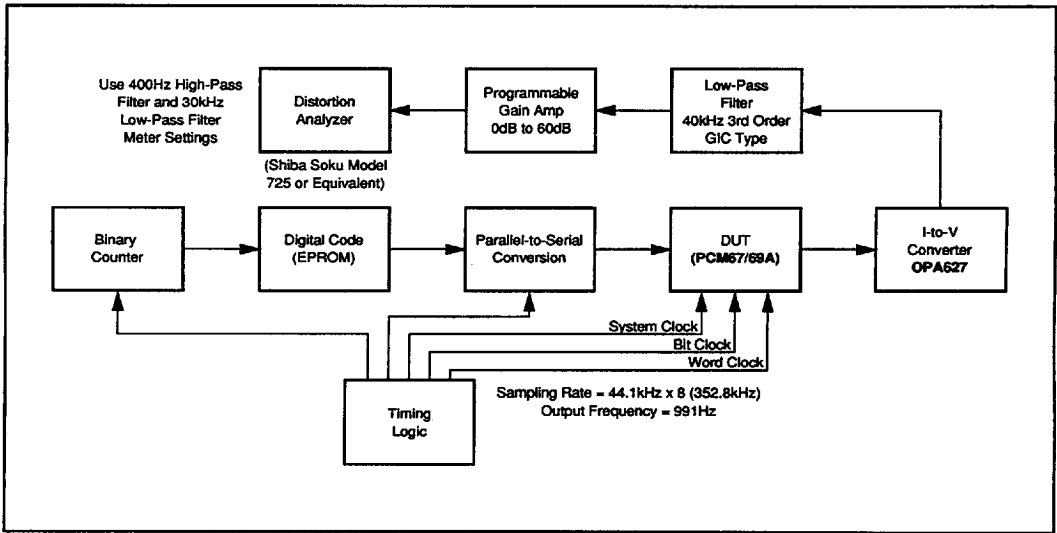 Use 400Hz High-Pass
Filter and 30kHz
Low-Pass Filter
Meter Settings
Distortion
Analyzer
(Shiba Soku Model
725 or Equivalent)
Programmable
Gain Amp
0dB to 60dB
Low-Pass
Filter
40kHz 3rd Order
GIC Type
Binary
Counter
Digital Code
(EPROM)
Parallel-to-Serial
Conversion
DUT
(PCM67/69A)
I-to-V
Converter
OPA627
System Clock
Bit Clock
Word Clock
Timing
Logic
Sampling Rate = 44.1kHz x 8 (352.8kHz)
Output Frequency = 991Hz